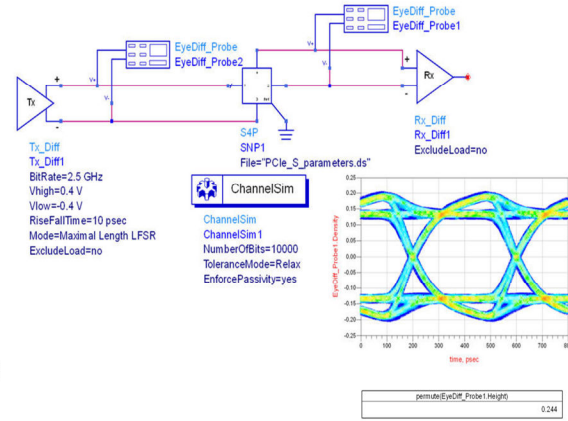 EyeDiff_Probe
EyeDiff_Probe1
EyeDiff_Probe
EyeDiff_Probe2
Tx
+
-
+
-
Rx
Tx_Diff
Tx_Diff1
BitRate=2.5 GHz
Vhigh=0.4 V
Vlow=-0.4 V
RiseFallTime=10 psec
Mode=Maximal Length LFSR
ExcludeLoad=no
S4P
SNP1
File="PCIe_S_parameters.ds"
Rx_Diff
Rx_Diff1
ExcludeLoad=no
ChannelSim
ChannelSim
ChannelSim1
NumberOfBits=10000
ToleranceMode=Relax
EnforcePassivity=yes
EyeDiff_Probe1.Density
0.25
0.20
0.15
0.10
0.05
0.00
-0.05
-0.10
-0.15
-0.20
-0.25
0 100 200 300 400 500 600 700
time, psec
permute(EyeDiff_Probe1.Height)
0.244